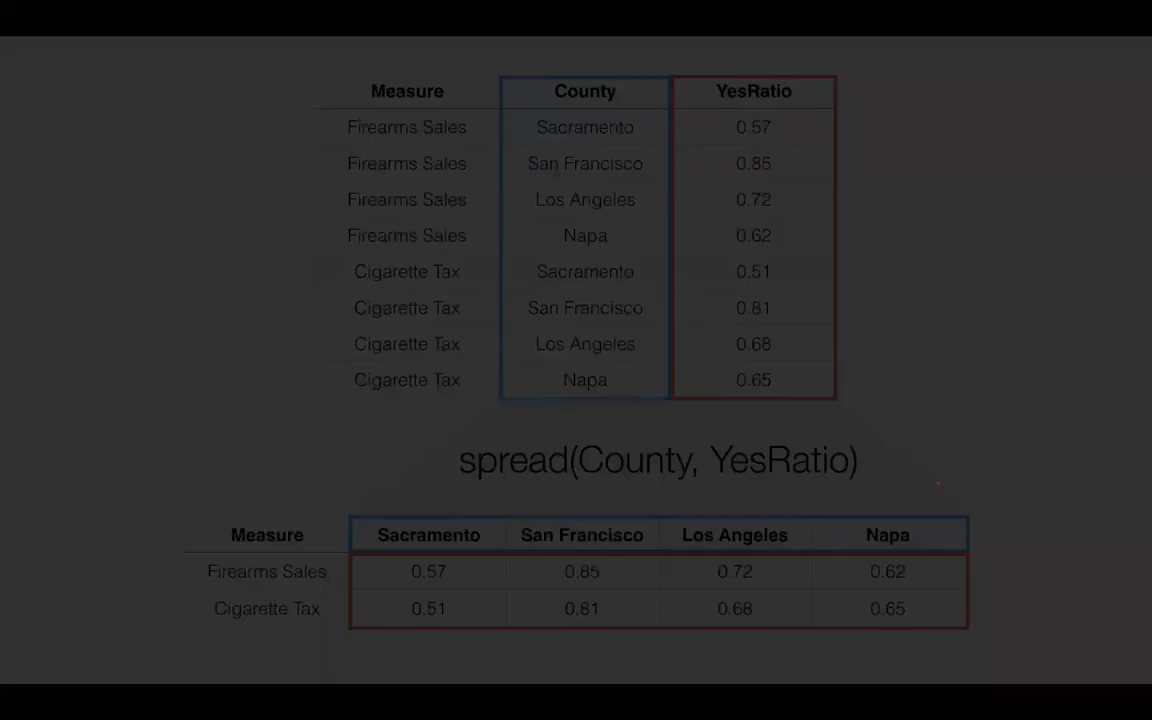 Measure County YesRatio
Firearms Sales Sacramento 0.57
Firearms Sales San Francisco 0.85
Firearms Sales Los Angeles 0.72
Firearms Sales Napa 0.62
Cigarette Tax Sacramento 0.51
Cigarette Tax San Francisco 0.81
Cigarette Tax Los Angeles 0.68
Cigarette Tax Napa 0.65
spread(County, YesRatio)
Measure Sacramento San Francisco Los Angeles Napa
Firearms Sales 0.57 0.85 0.72 0.62
Cigarette Tax 0.51 0.81 0.68 0.65